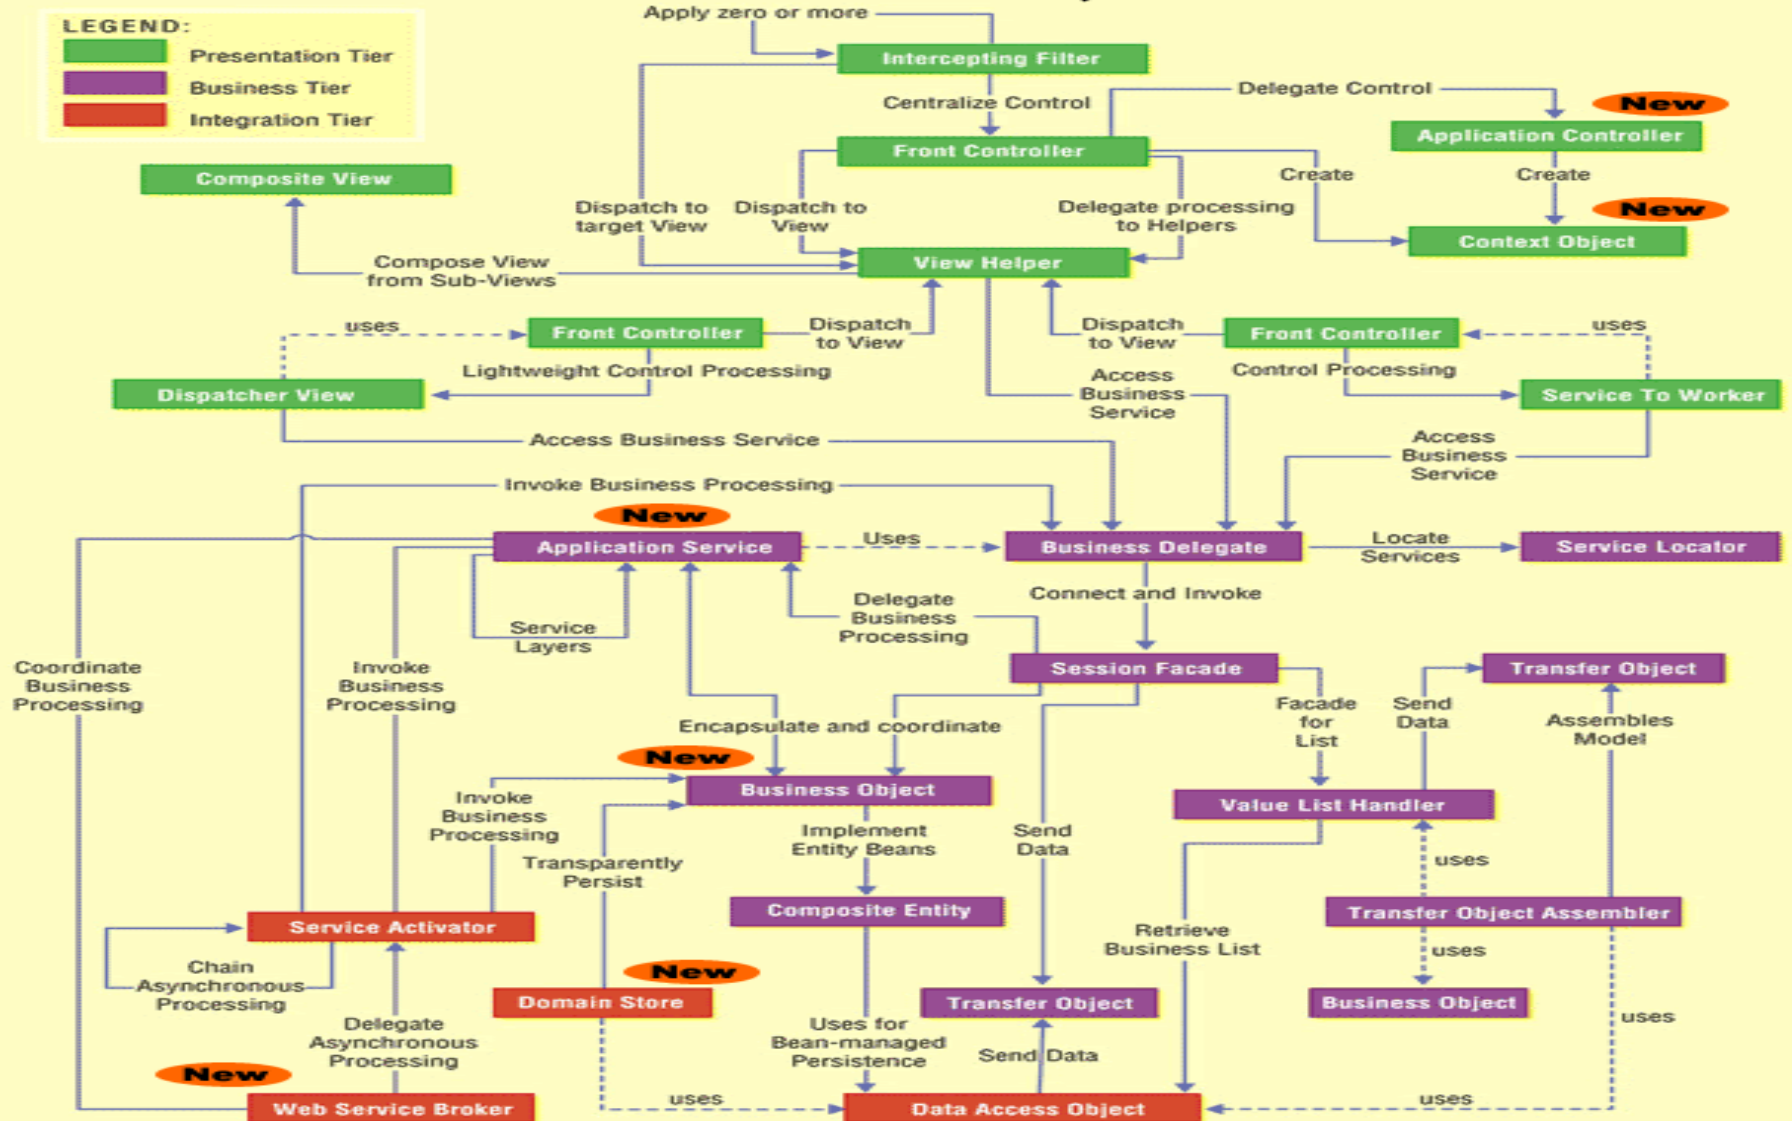 LEGEND:
Presentation Tier
Business Tier
Integration Tier
Apply zero or more
Intercepting Filter
Centralize Control
Delegate Control
New
Application Controller
Front Controller
Composite View
Create
Create
New
Dispatch to
target View
Dispatch to
View
Delegate processing
to Helpers
Context Object
View Helper
Compose View
from Sub-Views
uses
Front Controller
Dispatch
to View
Dispatch
to View
Front Controller
uses
Lightweight Control Processing
Dispatcher View
Access
Business
Service
Control Processing
Service To Worker
Access Business Service
Access
Business
Service
Invoke Business Processing
New
Application Service
Uses
Business Delegate
Locate
Services
Service Locator
Connect and Invoke
Delegate
Business
Processing
Service
Layers
Coordinate
Business
Processing
Invoke
Business
Processing
Session Facade
Transfer Object
Facade
for
List
Send
Data
Assembles
Model
Encapsulate and coordinate
New
Business Object
Invoke
Business
Processing
Value List Handler
Implement
Entity Beans
Send
Data
Transparently
Persist
uses
Composite Entity
Transfer Object Assembler
Service Activator
Retrieve
Business List
uses
Chain
Asynchronous
Processing
New
Domain Store
Transfer Object
Business Object
Delegate
Asynchronous
Processing
Uses for
Bean-managed
Persistence
Send Data
uses
New
Web Service Broker
uses
Data Access Object
uses